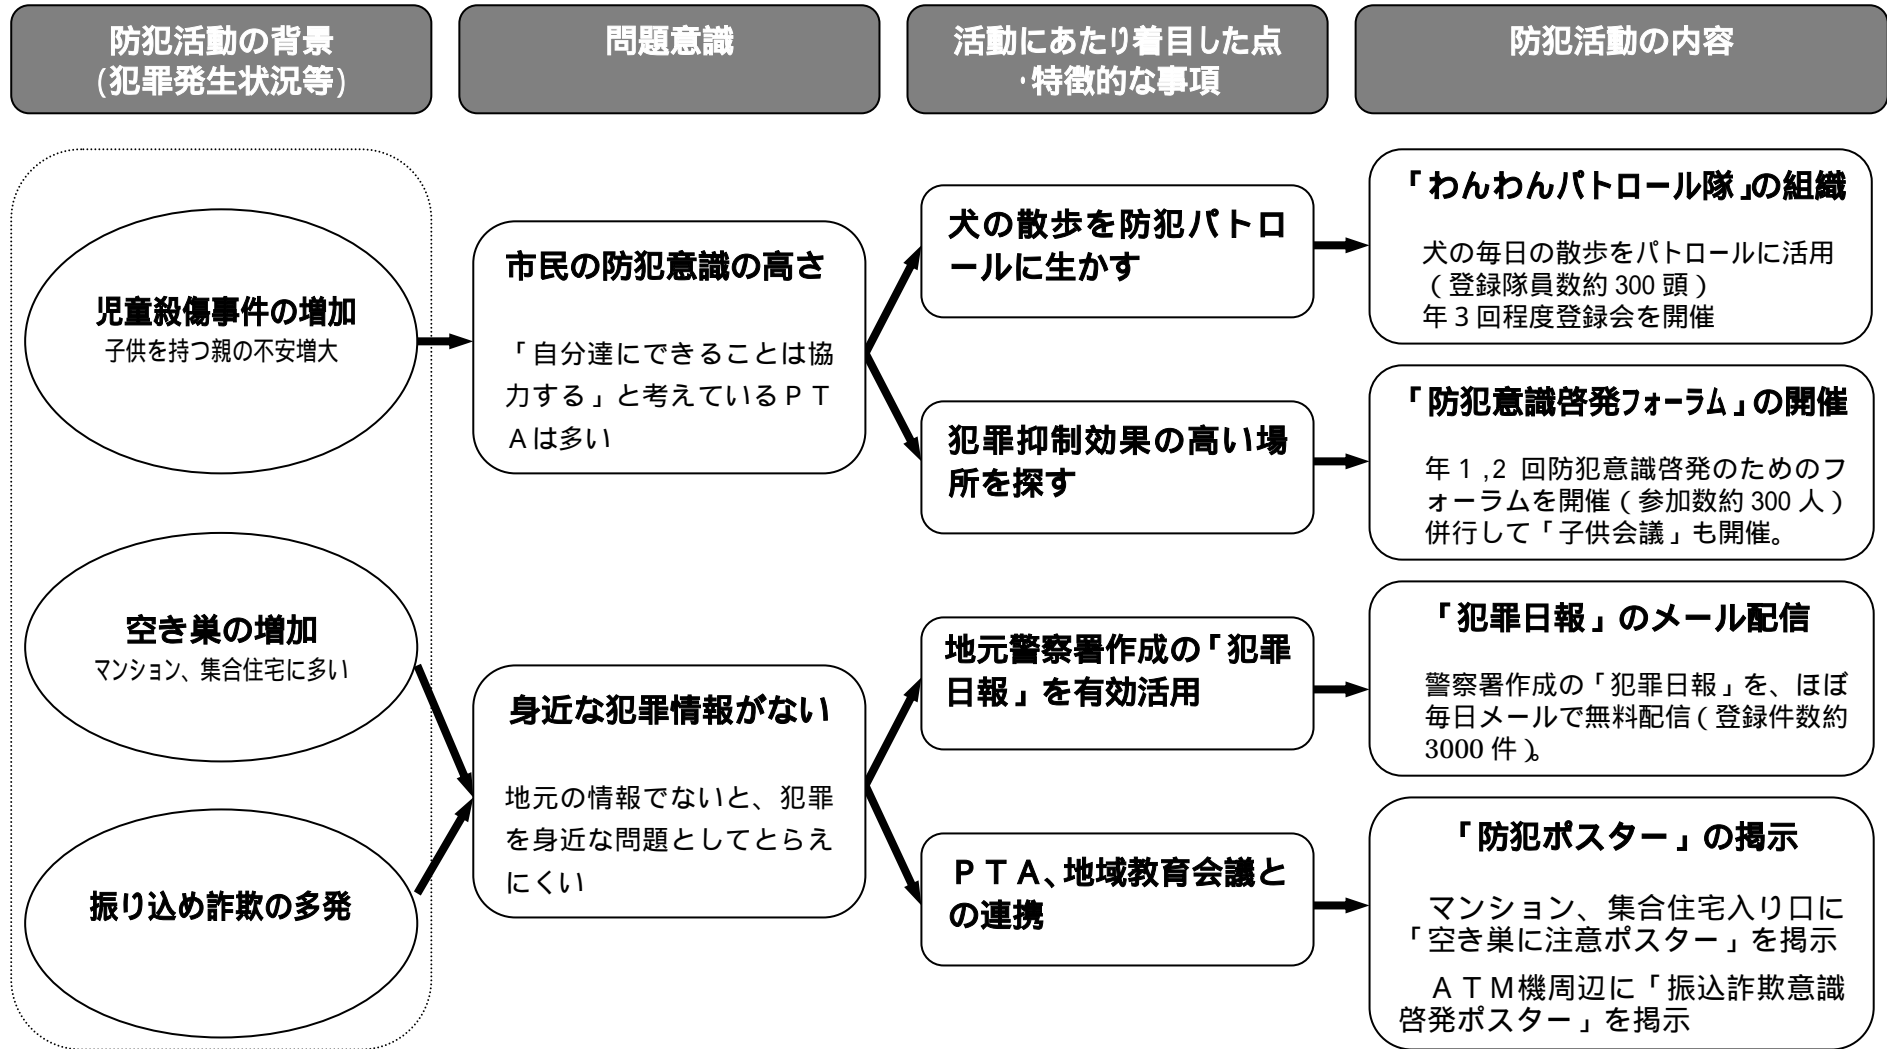 防犯活動の背景
(犯罪発生状況等)
問題意識
活動にあたり着目した点
・特徴的な事項
防犯活動の内容
児童殺傷事件の増加
子供を持つ親の不安増大
空き巣の増加
マンション、集合住宅に多い
振り込め詐欺の多発
市民の防犯意識の高さ
「自分達にできることは協
力する」と考えているPT
Aは多い
身近な犯罪情報がない
地元の情報でないと、犯罪
を身近な問題としてとらえ
にくい
犬の散歩を防犯パトロ
ールに生かす
犯罪抑制効果の高い場
所を探す
地元警察署作成の「犯罪
日報」を有効活用
PTA、地域教育会議と
の連携
「わんわんパトロール隊」の組織
犬の毎日の散歩をパトロールに活用
(登録隊員数約300頭)
年3回程度登録会を開催
「防犯意識啓発フォーラム」の開催
年1,2回防犯意識啓発のためのフ
ォーラムを開催(参加数約300人)
併行して「子供会議」も開催。
「犯罪日報」のメール配信
警察署作成の「犯罪日報」を、ほぼ
毎日メールで無料配信(登録件数約
3000件)。
「防犯ポスター」の掲示
マンション、集合住宅入り口に
「空き巣に注意ポスター」を掲示
ATM機周辺に「振込詐欺意識
啓発ポスター」を掲示